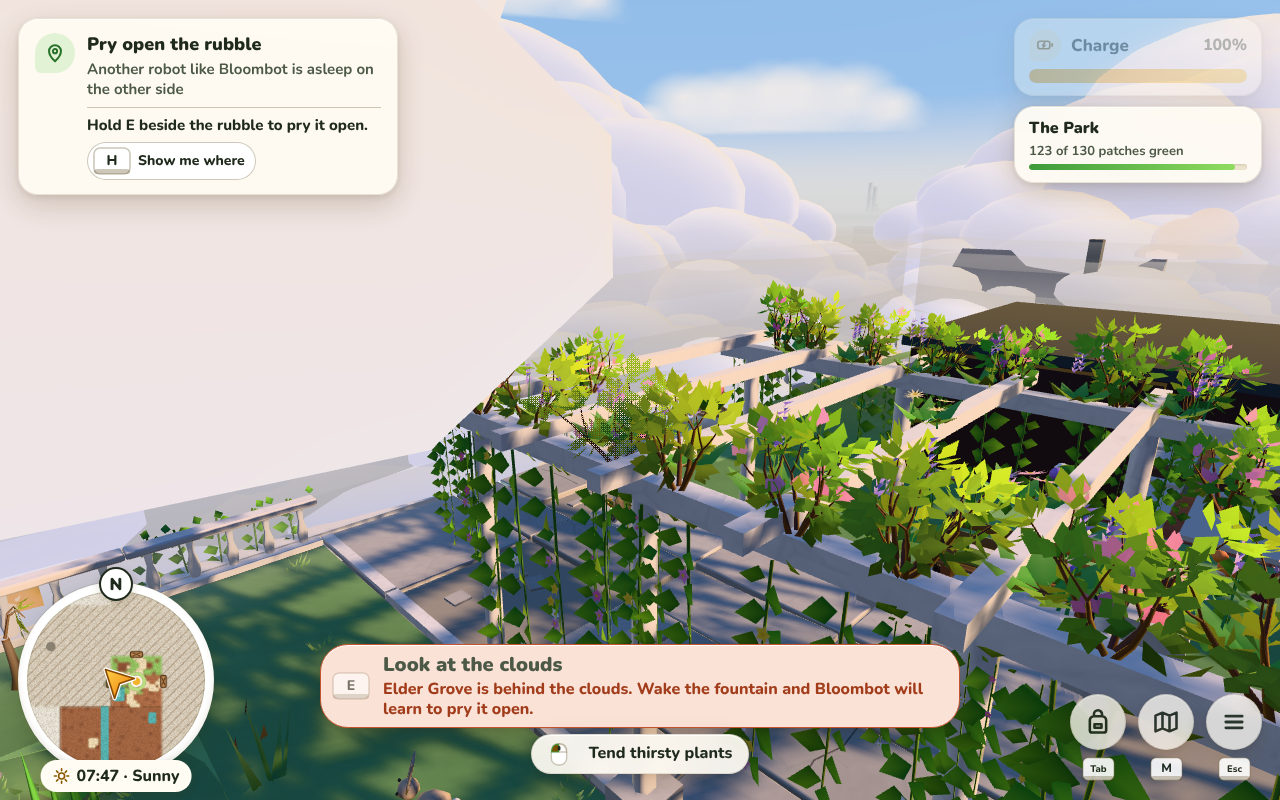 Pry open the rubble
Another robot like Bloombot is asleep on
the other side
Hold E beside the rubble to pry it open.
H Show me where
Charge 100%
The Park
123 of 130 patches green
N
07:47 · Sunny
E
Look at the clouds
Elder Grove is behind the clouds. Wake the fountain and Bloombot will
learn to pry it open.
Tend thirsty plants
Tab M Esc